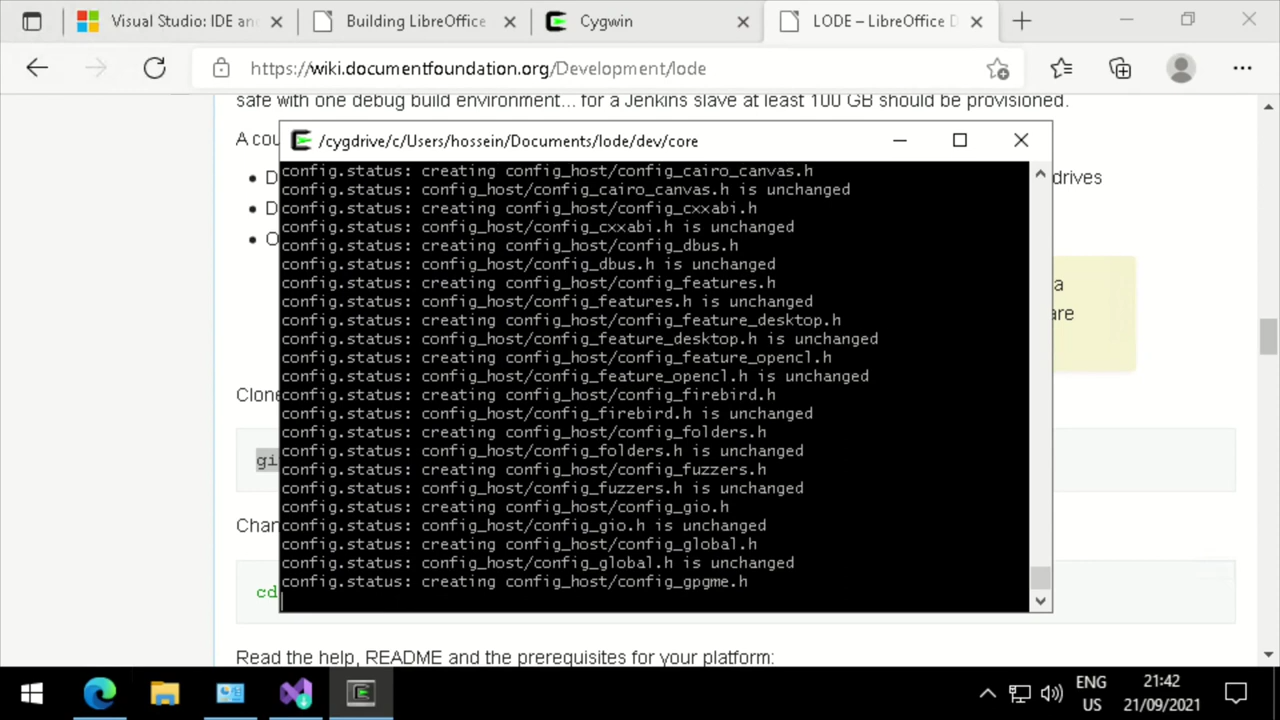 Visual Studio: IDE an
Building LibreOffice
Cygwin
LODE – LibreOffice D
https://wiki.documentfoundation.org/Development/lode
safe with one debug build environment... for a Jenkins slave at least 100 GB should be provisioned.
A cou
/cygdrive/c/Users/hossein/Documents/lode/dev/core
D
drives
D
O
a
are
config.status: creating config_host/config_cairo_canvas.h
config.status: config_host/config_cairo_canvas.h is unchanged
config.status: creating config_host/config_cxxabi.h
config.status: config_host/config_cxxabi.h is unchanged
config.status: creating config_host/config_dbus.h
config.status: config_host/config_dbus.h is unchanged
config.status: creating config_host/config_features.h
config.status: config_host/config_features.h is unchanged
config.status: creating config_host/config_feature_desktop.h
config.status: config_host/config_feature_desktop.h is unchanged
config.status: creating config_host/config_feature_opencl.h
config.status: config_host/config_feature_opencl.h is unchanged
config.status: creating config_host/config_firebird.h
config.status: config_host/config_firebird.h is unchanged
config.status: creating config_host/config_folders.h
config.status: config_host/config_folders.h is unchanged
config.status: creating config_host/config_fuzzers.h
config.status: config_host/config_fuzzers.h is unchanged
config.status: creating config_host/config_gio.h
config.status: config_host/config_gio.h is unchanged
config.status: creating config_host/config_global.h
config.status: config_host/config_global.h is unchanged
config.status: creating config_host/config_gpgme.h
Clone
gi
Chan
cd
Read the help, README and the prerequisites for your platform:
ENG
US
21:42
21/09/2021